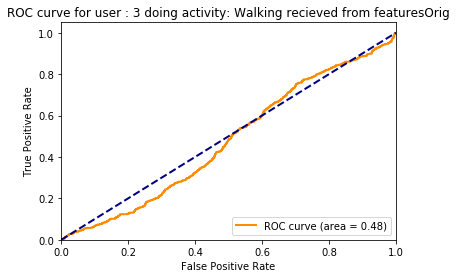 ROC curve for user : 3 doing activity: Walking recieved from featuresOrig
1.0
0.8
0.6
0.4
0.2
0.0
True Positive Rate
ROC curve (area = 0.48)
0.0 0.2 0.4 0.6 0.8 1.0
False Positive Rate